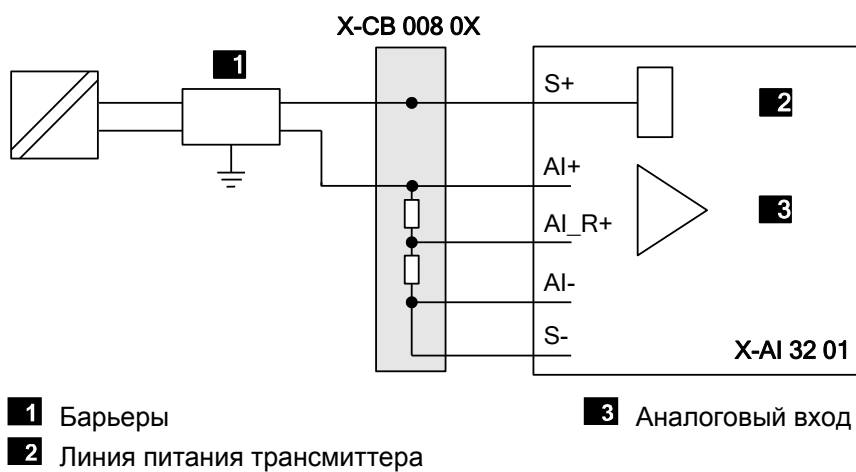 X-CB 008 0X
1
S+
2
AI+
3
AI_R+
AI-
S-
X-AI 32 01
1 Барьеры
3 Аналоговый вход
2 Линия питания трансмиттера